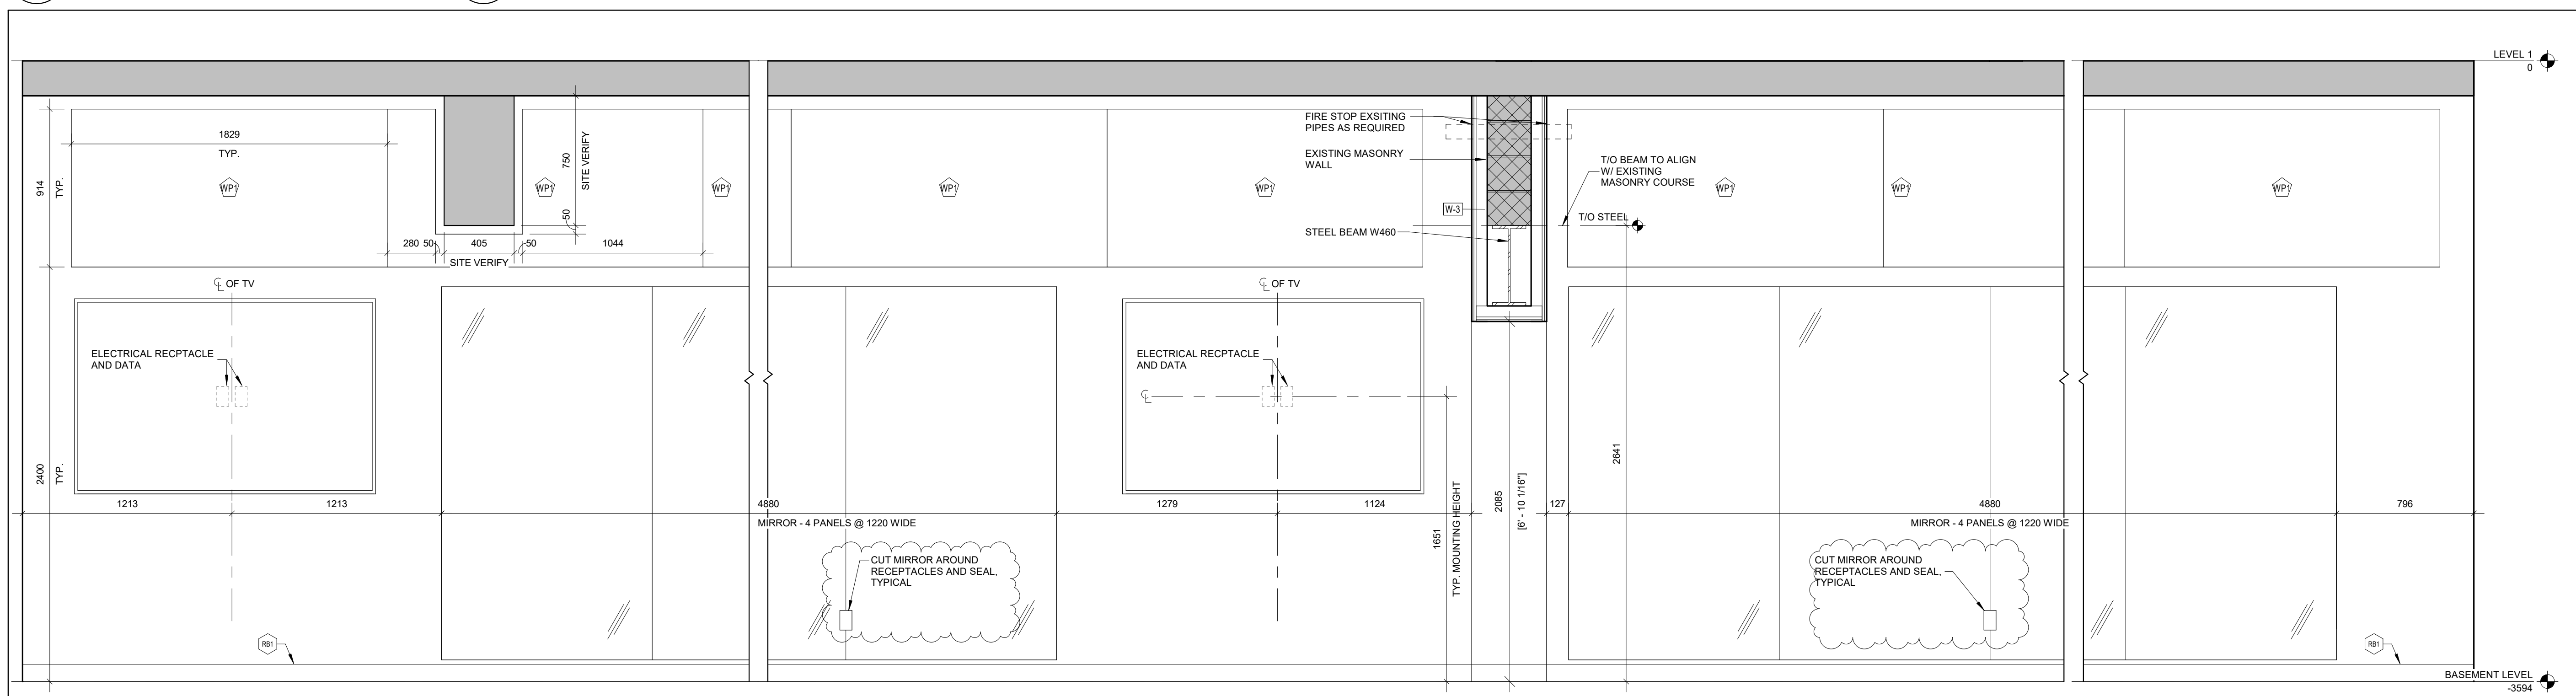 LEVEL 1
0
FIRE STOP EXSITING
PIPES AS REQUIRED
1829
TYP.
914
TYP.
750
SITE VERIFY
EXISTING MASONRY
WALL
T/O BEAM TO ALIGN
W/ EXISTING
MASONRY COURSE
WP1
WP1
WP1
WP1
WP1
WP1
WP1
WP1
W-3
50
T/O STEEL
STEEL BEAM W460
280
50
405
50
1044
SITE VERIFY
CL OF TV
CL OF TV
ELECTRICAL RECPTACLE
AND DATA
ELECTRICAL RECPTACLE
AND DATA
CL
2400
TYP.
2641
1651
TYP. MOUNTING HEIGHT
2085
[6' - 10 1/16"]
1213
1213
4880
1279
1124
127
4880
796
MIRROR - 4 PANELS @ 1220 WIDE
MIRROR - 4 PANELS @ 1220 WIDE
CUT MIRROR AROUND
RECEPTACLES AND SEAL,
TYPICAL
CUT MIRROR AROUND
RECEPTACLES AND SEAL,
TYPICAL
RB1
RB1
BASEMENT LEVEL
-3594